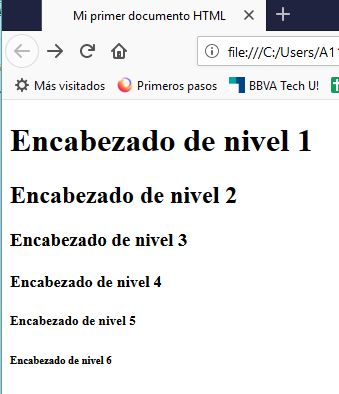 Mi primer documento HTML
file:///C:/Users/A11
Más visitados Primeros pasos BBVA Tech U!
Encabezado de nivel 1
Encabezado de nivel 2
Encabezado de nivel 3
Encabezado de nivel 4
Encabezado de nivel 5
Encabezado de nivel 6